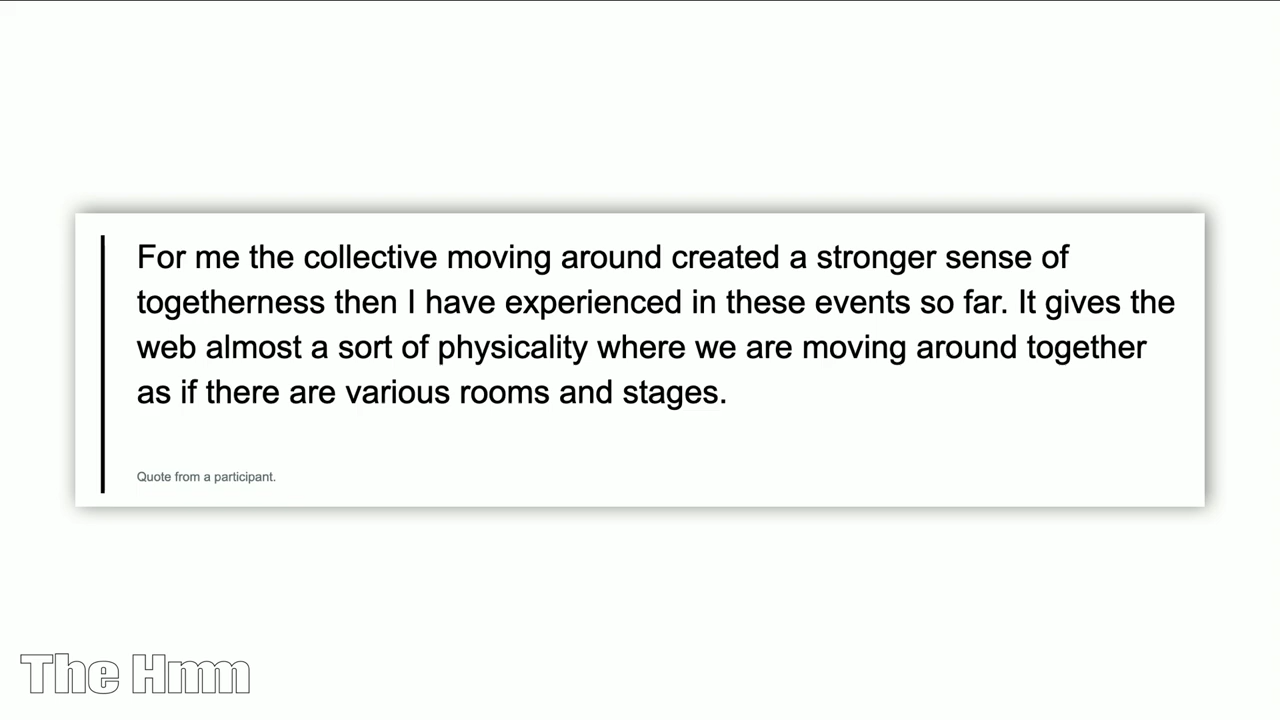 For me the collective moving around created a stronger sense of
togetherness then I have experienced in these events so far. It gives the
web almost a sort of physicality where we are moving around together
as if there are various rooms and stages.
Quote from a participant.
The Hmm